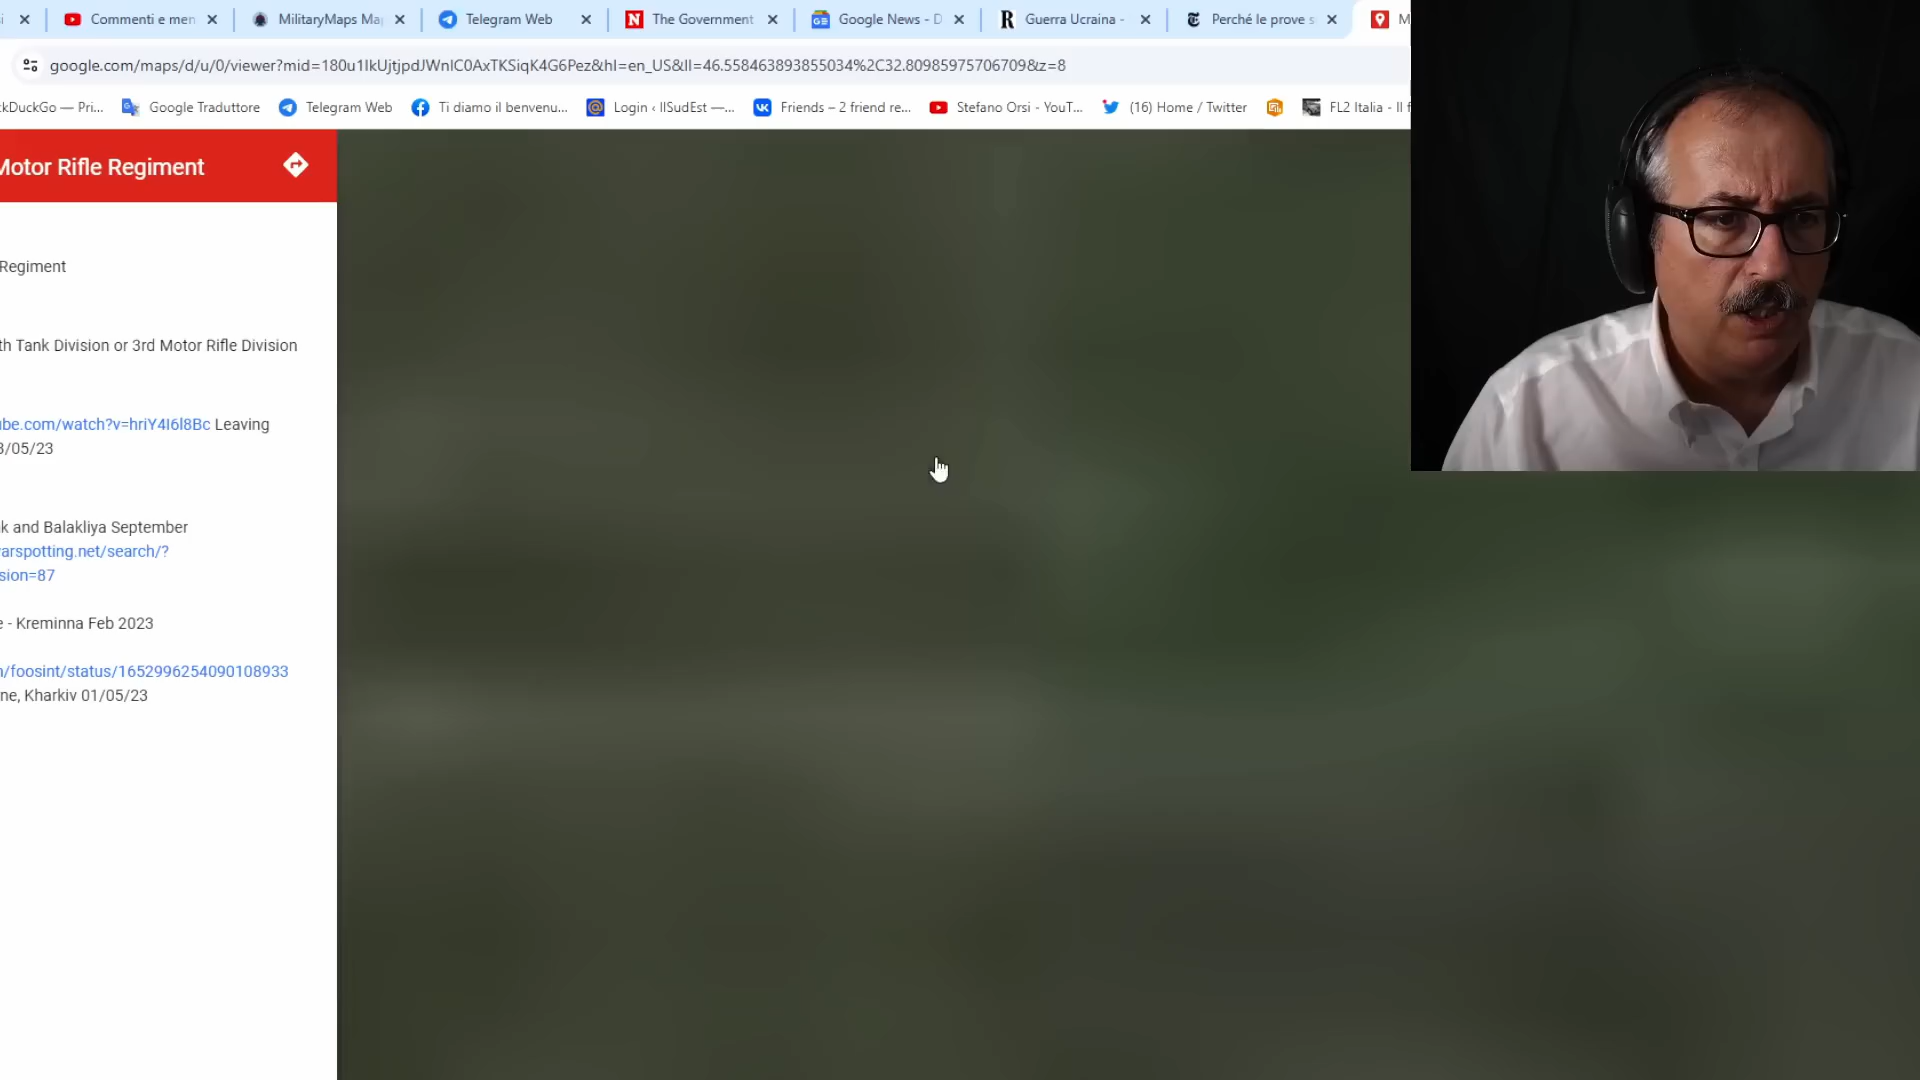 Commenti e men
MilitaryMaps Ma
Telegram Web
The Government
Google News - D
Guerra Ucraina -
Perché le prove s
M
google.com/maps/d/u/0/viewer?mid=180u1IkUjtjpdJWnIC0AxTKSiqK4G6Pez&hl=en_US&ll=46.558463893855034%2C32.80985975706709&z=8
ckDuckGo — Pri...
Google Traduttore
Telegram Web
Ti diamo il benvenu...
Login ‹ IlSudEst —...
Friends – 2 friend re...
Stefano Orsi - YouT...
(16) Home / Twitter
FL2 Italia - Il f
Motor Rifle Regiment
Regiment
th Tank Division or 3rd Motor Rifle Division
ube.com/watch?v=hriY4I6l8Bc Leaving
3/05/23
k and Balakliya September
varspotting.net/search/?
sion=87
e - Kreminna Feb 2023
n/foosint/status/1652996254090108933
ne, Kharkiv 01/05/23